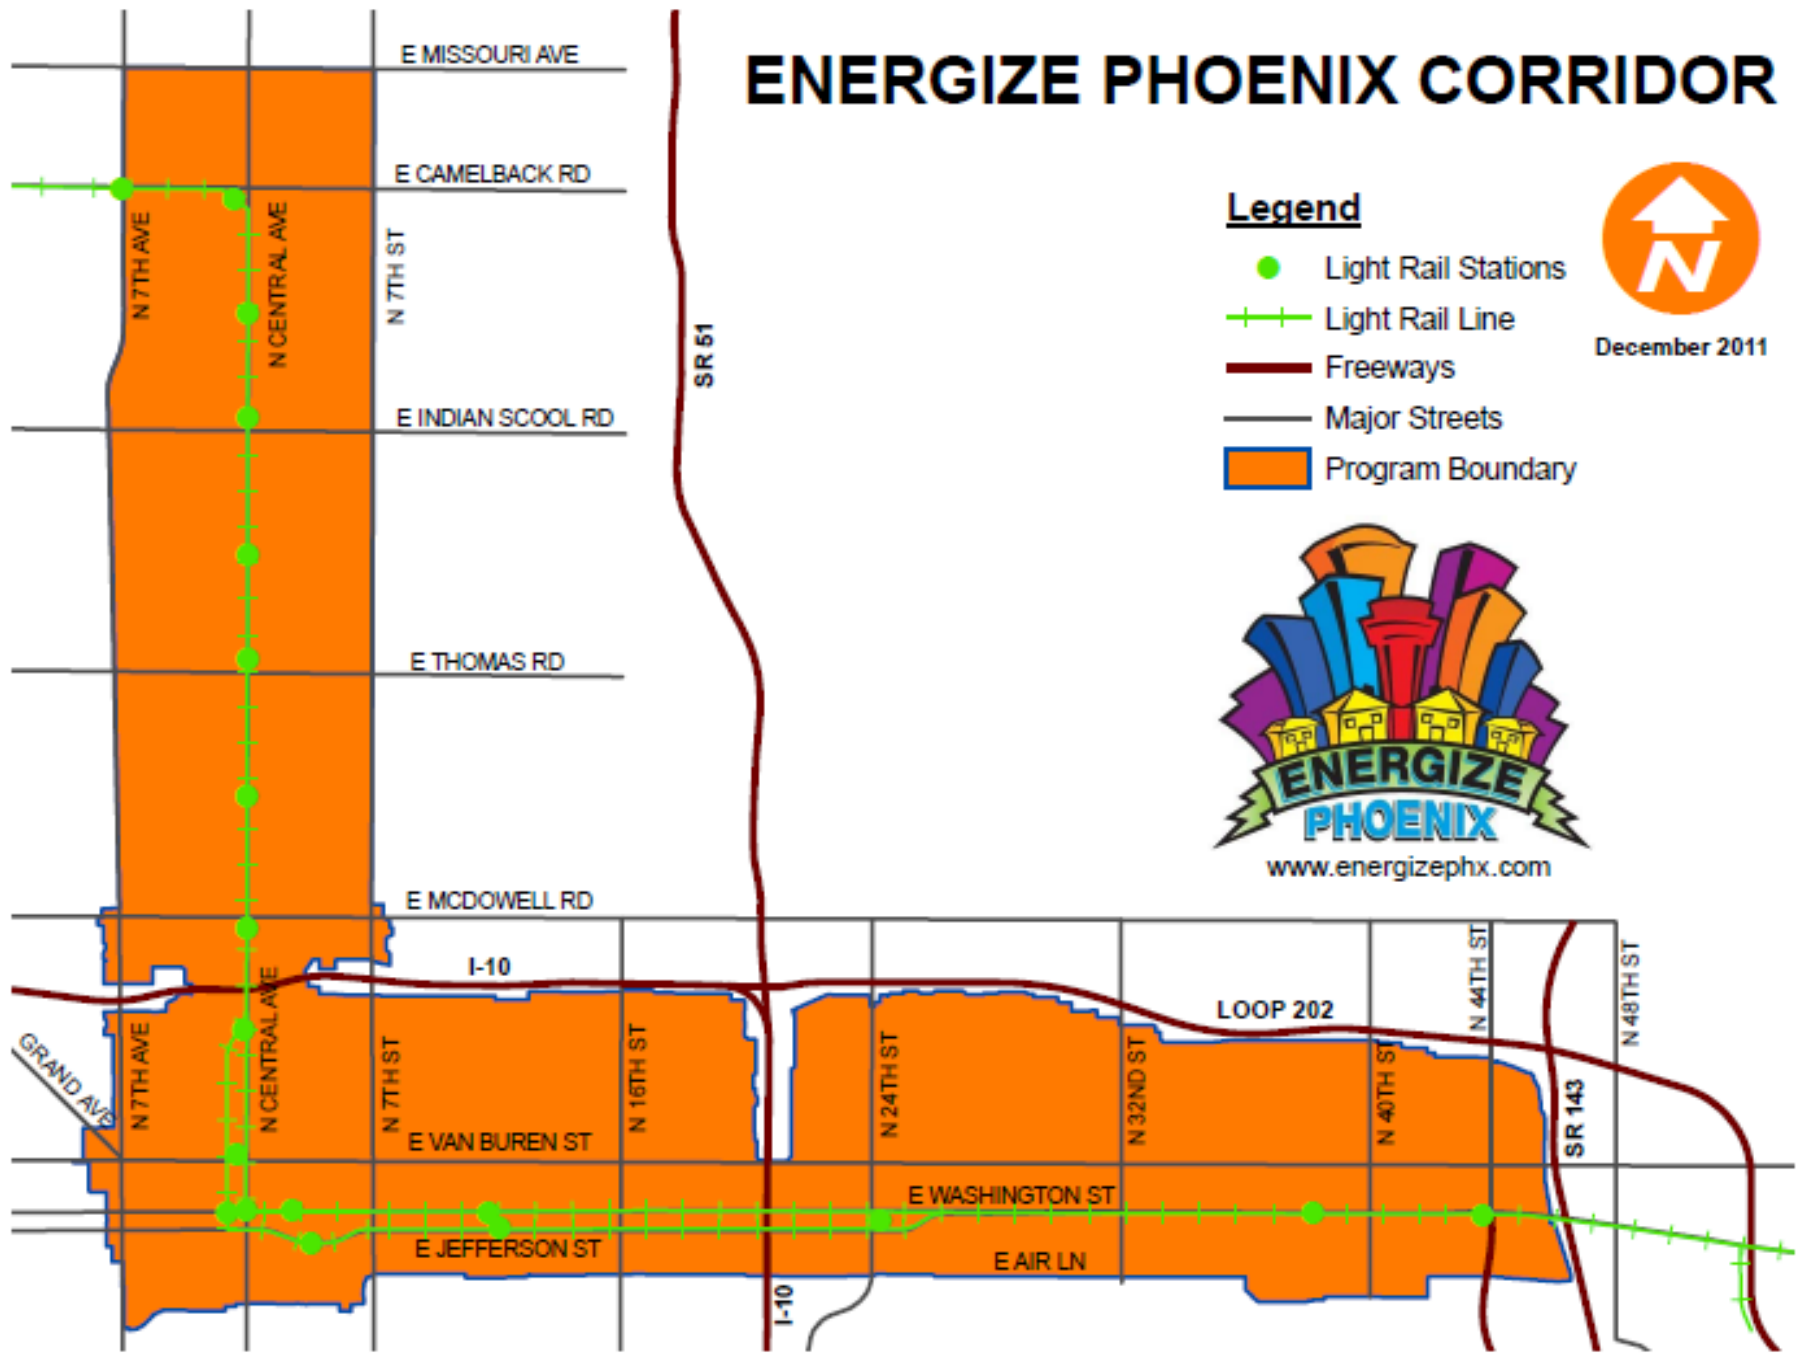 ENERGIZE PHOENIX CORRIDOR
E MISSOURI AVE
E CAMELBACK RD
N 7TH AVE
N CENTRAL AVE
N 7TH ST
SR 51
E INDIAN SCOOL RD
E THOMAS RD
E MCDOWELL RD
Legend
Light Rail Stations
Light Rail Line
Freeways
Major Streets
Program Boundary
N
December 2011
ENERGIZE
PHOENIX
www.energizephx.com
I-10
LOOP 202
N 44TH ST
N 48TH ST
GRAND AVE
N 7TH AVE
N CENTRAL AVE
N 7TH ST
N 16TH ST
N 24TH ST
N 32ND ST
N 40TH ST
SR 143
E VAN BUREN ST
E WASHINGTON ST
E JEFFERSON ST
E AIR LN
I-10